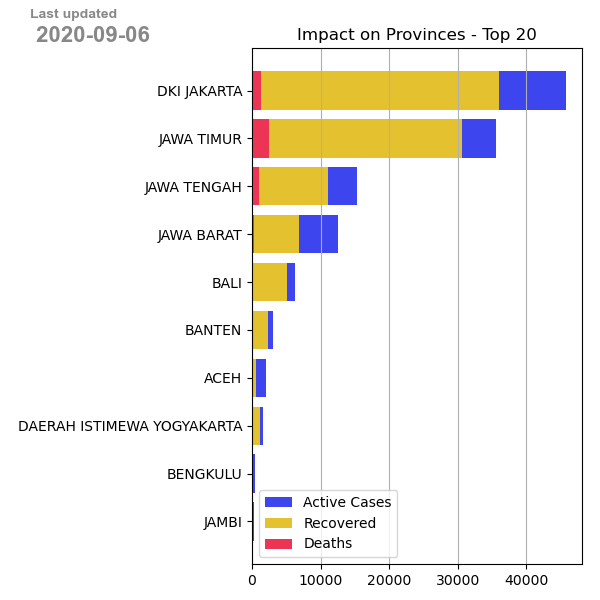 Last updated
2020-09-06
Impact on Provinces - Top 20
DKI JAKARTA
JAWA TIMUR
JAWA TENGAH
JAWA BARAT
BALI
BANTEN
ACEH
DAERAH ISTIMEWA YOGYAKARTA
BENGKULU
JAMBI
Active Cases
Recovered
Deaths
0 10000 20000 30000 40000